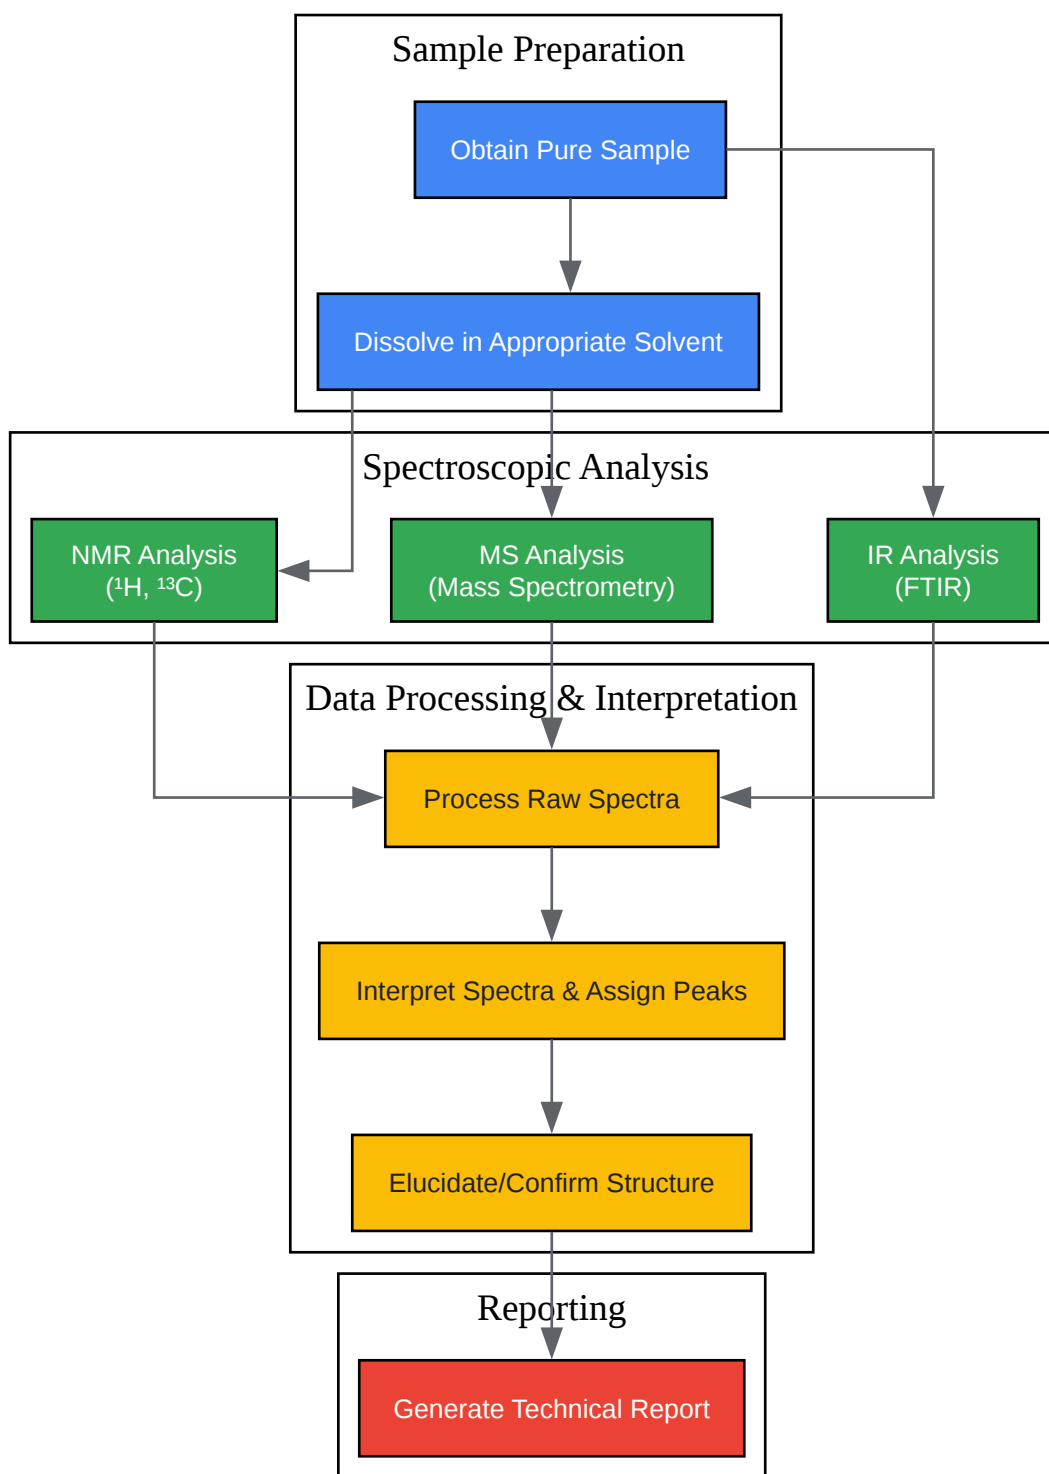 Sample Preparation
Obtain Pure Sample
Dissolve in Appropriate Solvent
Spectroscopic Analysis
NMR Analysis
(¹H, ¹³C)
MS Analysis
(Mass Spectrometry)
IR Analysis
(FTIR)
Data Processing & Interpretation
Process Raw Spectra
Interpret Spectra & Assign Peaks
Elucidate/Confirm Structure
Reporting
Generate Technical Report